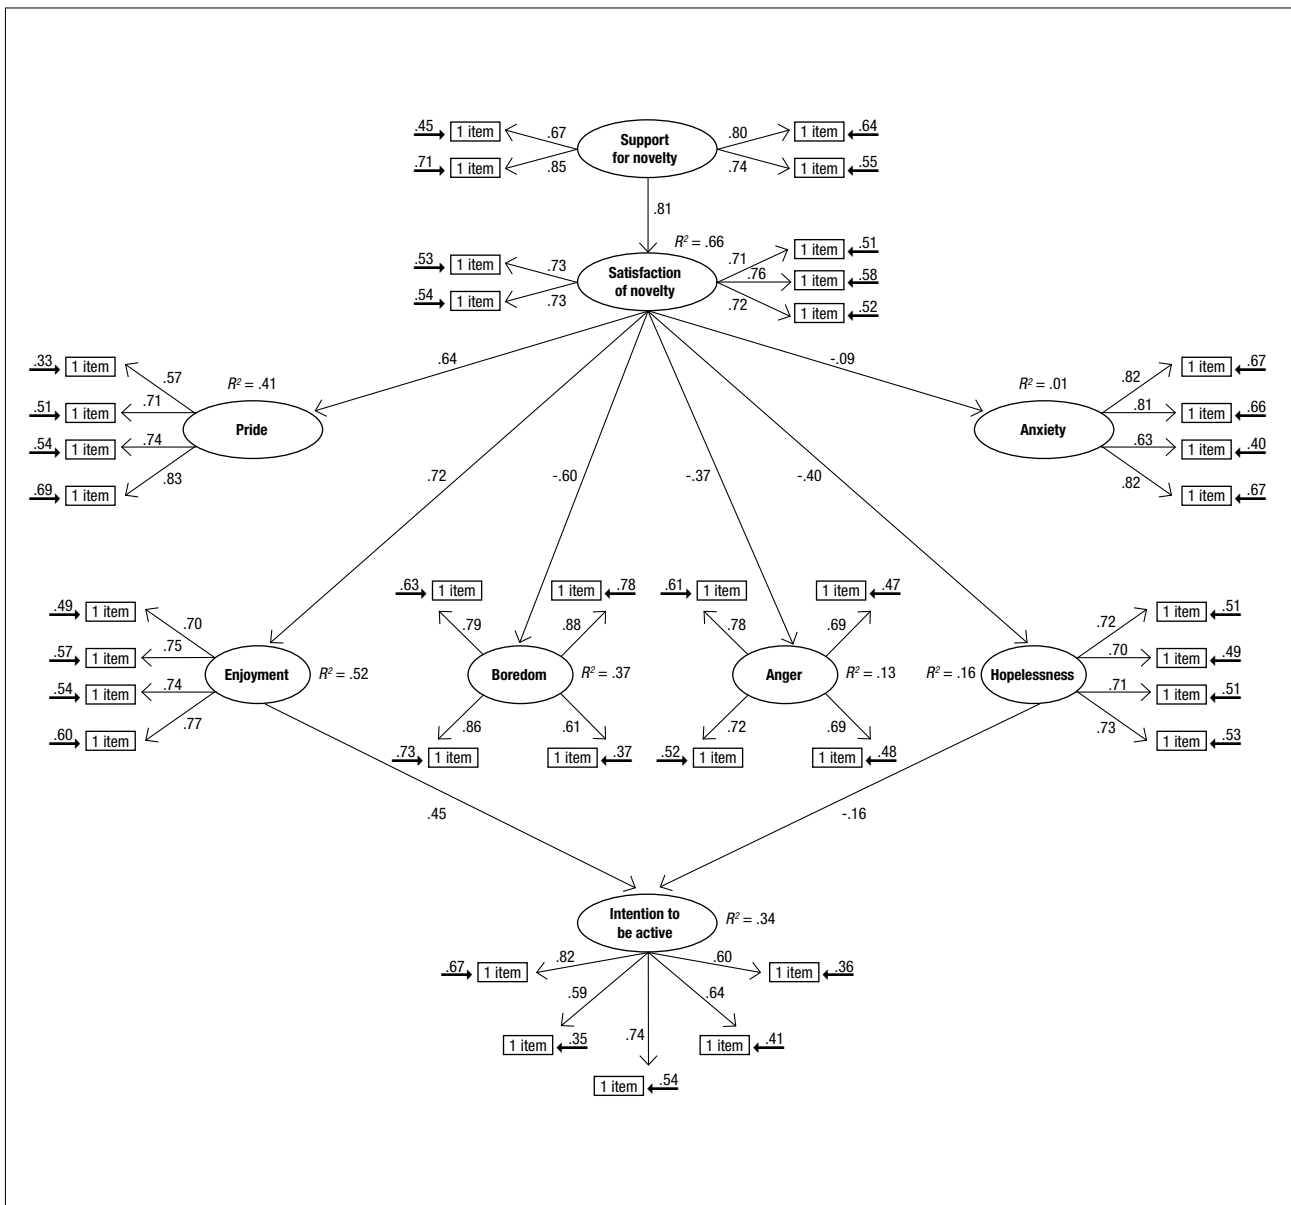 .45 1 item .67 Support for novelty .80 1 item .64
.71 1 item .85 .74 1 item .55
.81
R² = .66
.53 1 item .73 Satisfaction of novelty .71 1 item .51
.76 1 item .58
.54 1 item .73 .72 1 item .52
.64 -.09
.33 1 item .57 R² = .41 R² = .01 .82 1 item .67
.51 1 item .71 .81 1 item .66
Pride Anxiety
.54 1 item .74 .63 1 item .40
.69 1 item .83 .82 1 item .67
.72 -.60 -.37 -.40
.63 1 item 1 item .78 .61 1 item 1 item .47
.49 1 item .70 .79 .88 .78 .69 .72 1 item .51
.57 1 item .75 .70 1 item .49
Enjoyment R² = .52 Boredom R² = .37 Anger R² = .13 R² = .16 Hopelessness
.54 1 item .74 .71 1 item .51
.60 1 item .77 .86 .61 .72 .69 .73 1 item .53
.73 1 item 1 item .37 .52 1 item 1 item .48
.45 -.16
Intention to be active R² = .34
.67 1 item .82 .60 1 item .36
.59 .64
1 item .35 .74 1 item .41
1 item .54